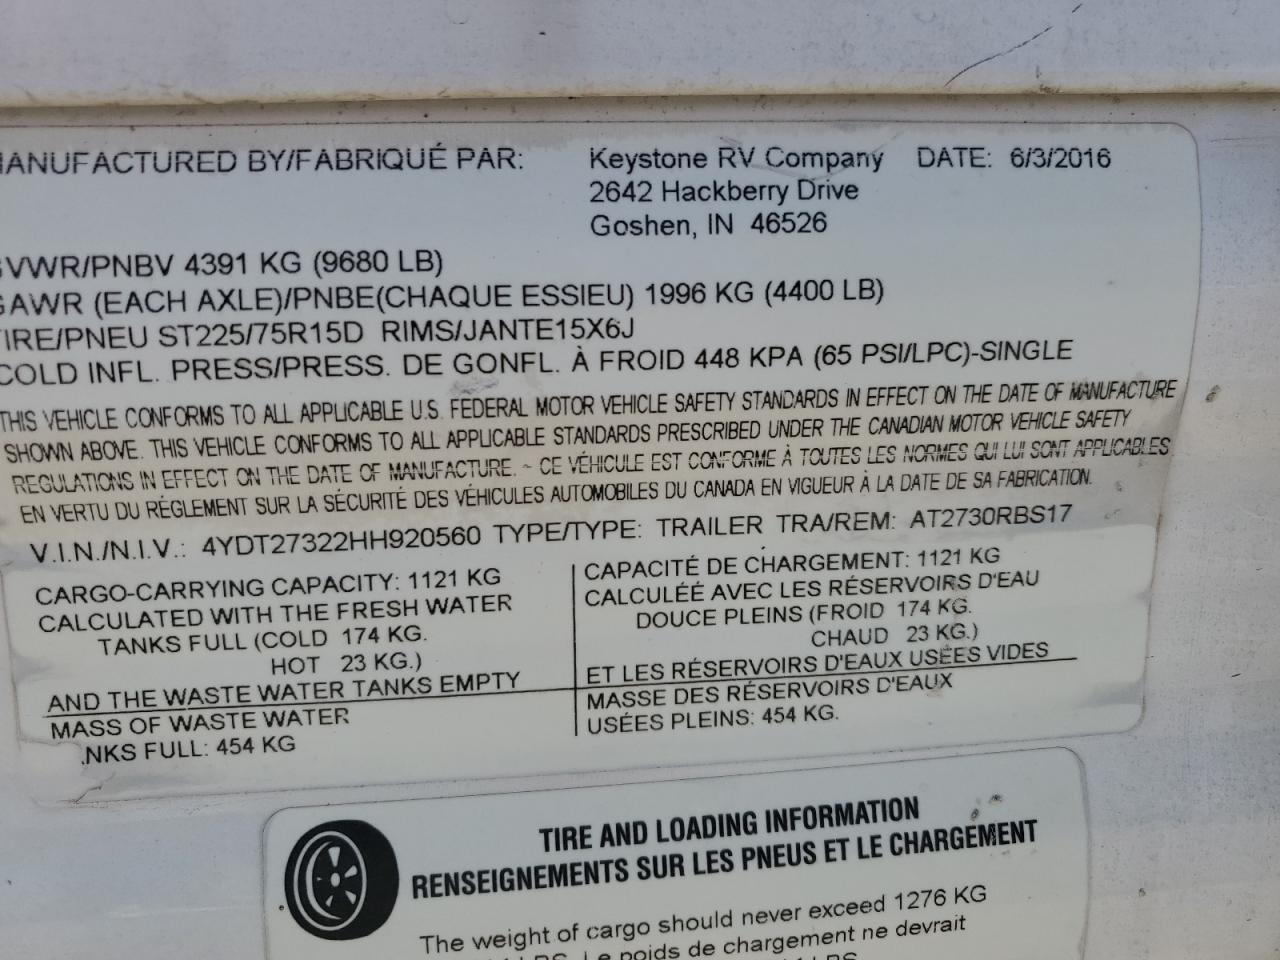 MANUFACTURED BY/FABRIQUÉ PAR: Keystone RV Company DATE: 6/3/2016
2642 Hackberry Drive
Goshen, IN 46526
GVWR/PNBV 4391 KG (9680 LB)
GAWR (EACH AXLE)/PNBE(CHAQUE ESSIEU) 1996 KG (4400 LB)
TIRE/PNEU ST225/75R15D RIMS/JANTE15X6J
COLD INFL. PRESS/PRESS. DE GONFL. À FROID 448 KPA (65 PSI/LPC)-SINGLE
THIS VEHICLE CONFORMS TO ALL APPLICABLE U.S. FEDERAL MOTOR VEHICLE SAFETY STANDARDS IN EFFECT ON THE DATE OF MANUFACTURE
SHOWN ABOVE. THIS VEHICLE CONFORMS TO ALL APPLICABLE STANDARDS PRESCRIBED UNDER THE CANADIAN MOTOR VEHICLE SAFETY
REGULATIONS IN EFFECT ON THE DATE OF MANUFACTURE. ~ CE VÉHICULE EST CONFORME À TOUTES LES NORMES QUI LUI SONT APPLICABLES
EN VERTU DU RÉGLEMENT SUR LA SÉCURITÉ DES VÉHICULES AUTOMOBILES DU CANADA EN VIGUEUR À LA DATE DE SA FABRICATION.
V.I.N./N.I.V.: 4YDT27322HH920560 TYPE/TYPE: TRAILER TRA/REM: AT2730RBS17
CARGO-CARRYING CAPACITY: 1121 KG
CALCULATED WITH THE FRESH WATER
TANKS FULL (COLD 174 KG.
HOT 23 KG.)
AND THE WASTE WATER TANKS EMPTY
MASS OF WASTE WATER
NKS FULL: 454 KG
CAPACITÉ DE CHARGEMENT: 1121 KG
CALCULÉÉ AVEC LES RÉSERVOIRS D'EAU
DOUCE PLEINS (FROID 174 KG.
CHAUD 23 KG.)
ET LES RÉSERVOIRS D'EAUX USÉES VIDES
MASSE DES RÉSERVOIRS D'EAUX
USÉES PLEINS: 454 KG.
TIRE AND LOADING INFORMATION
RENSEIGNEMENTS SUR LES PNEUS ET LE CHARGEMENT
The weight of cargo should never exceed 1276 KG
LBS. Le poids de chargement ne devrait